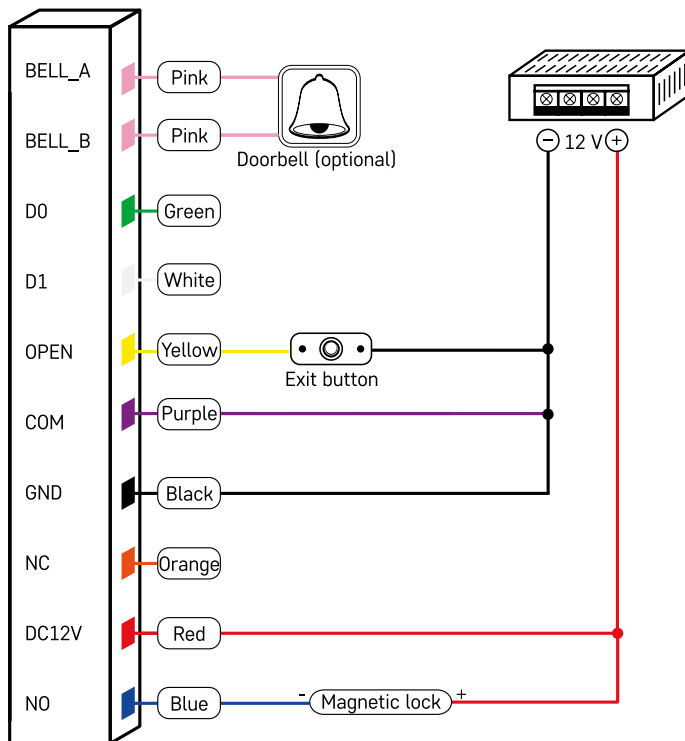 BELL_A Pink
− 12 V +
BELL_B Pink
Doorbell (optional)
D0 Green
D1 White
OPEN Yellow
Exit button
COM Purple
GND Black
NC Orange
DC12V Red
NO Blue - Magnetic lock +